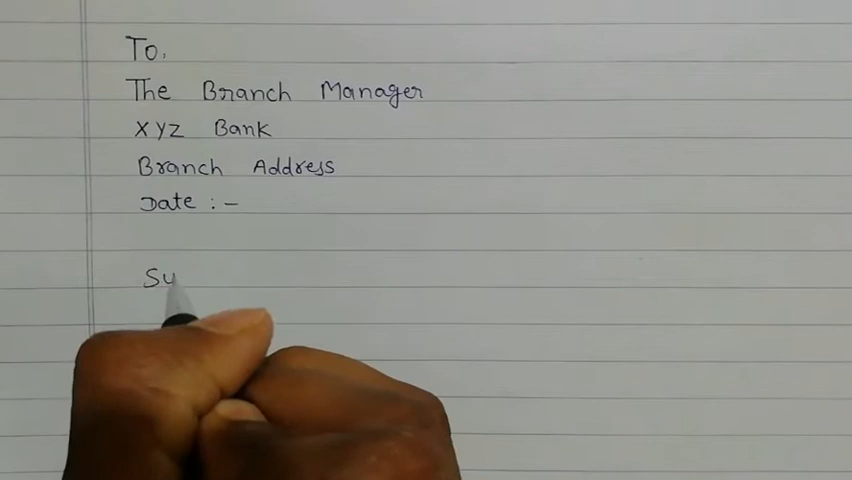 To,
The Branch Manager
XYZ Bank
Branch Address
Date :-
Su